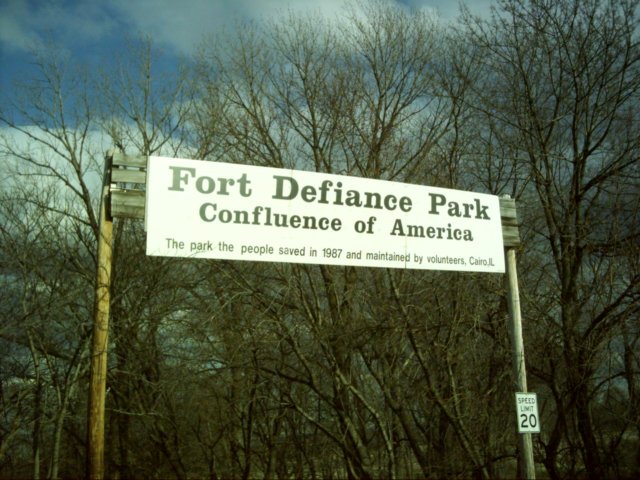 Fort Defiance Park
Confluence of America
The park the people saved in 1987 and maintained by volunteers, Cairo,IL
SPEED
LIMIT
20